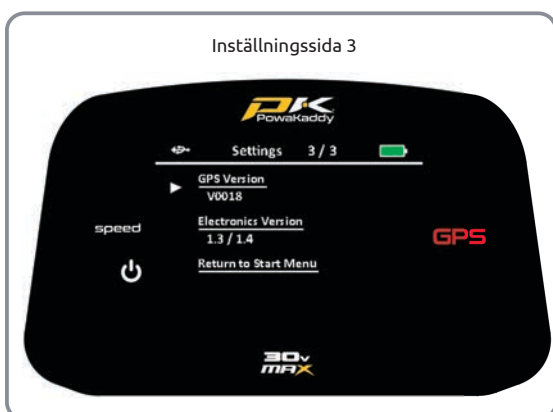 Inställningssida 3
PK
PowaKaddy
Settings 3 / 3
GPS Version
V0018
speed
Electronics Version
1.3 / 1.4
GPS
Return to Start Menu
30v
MAX